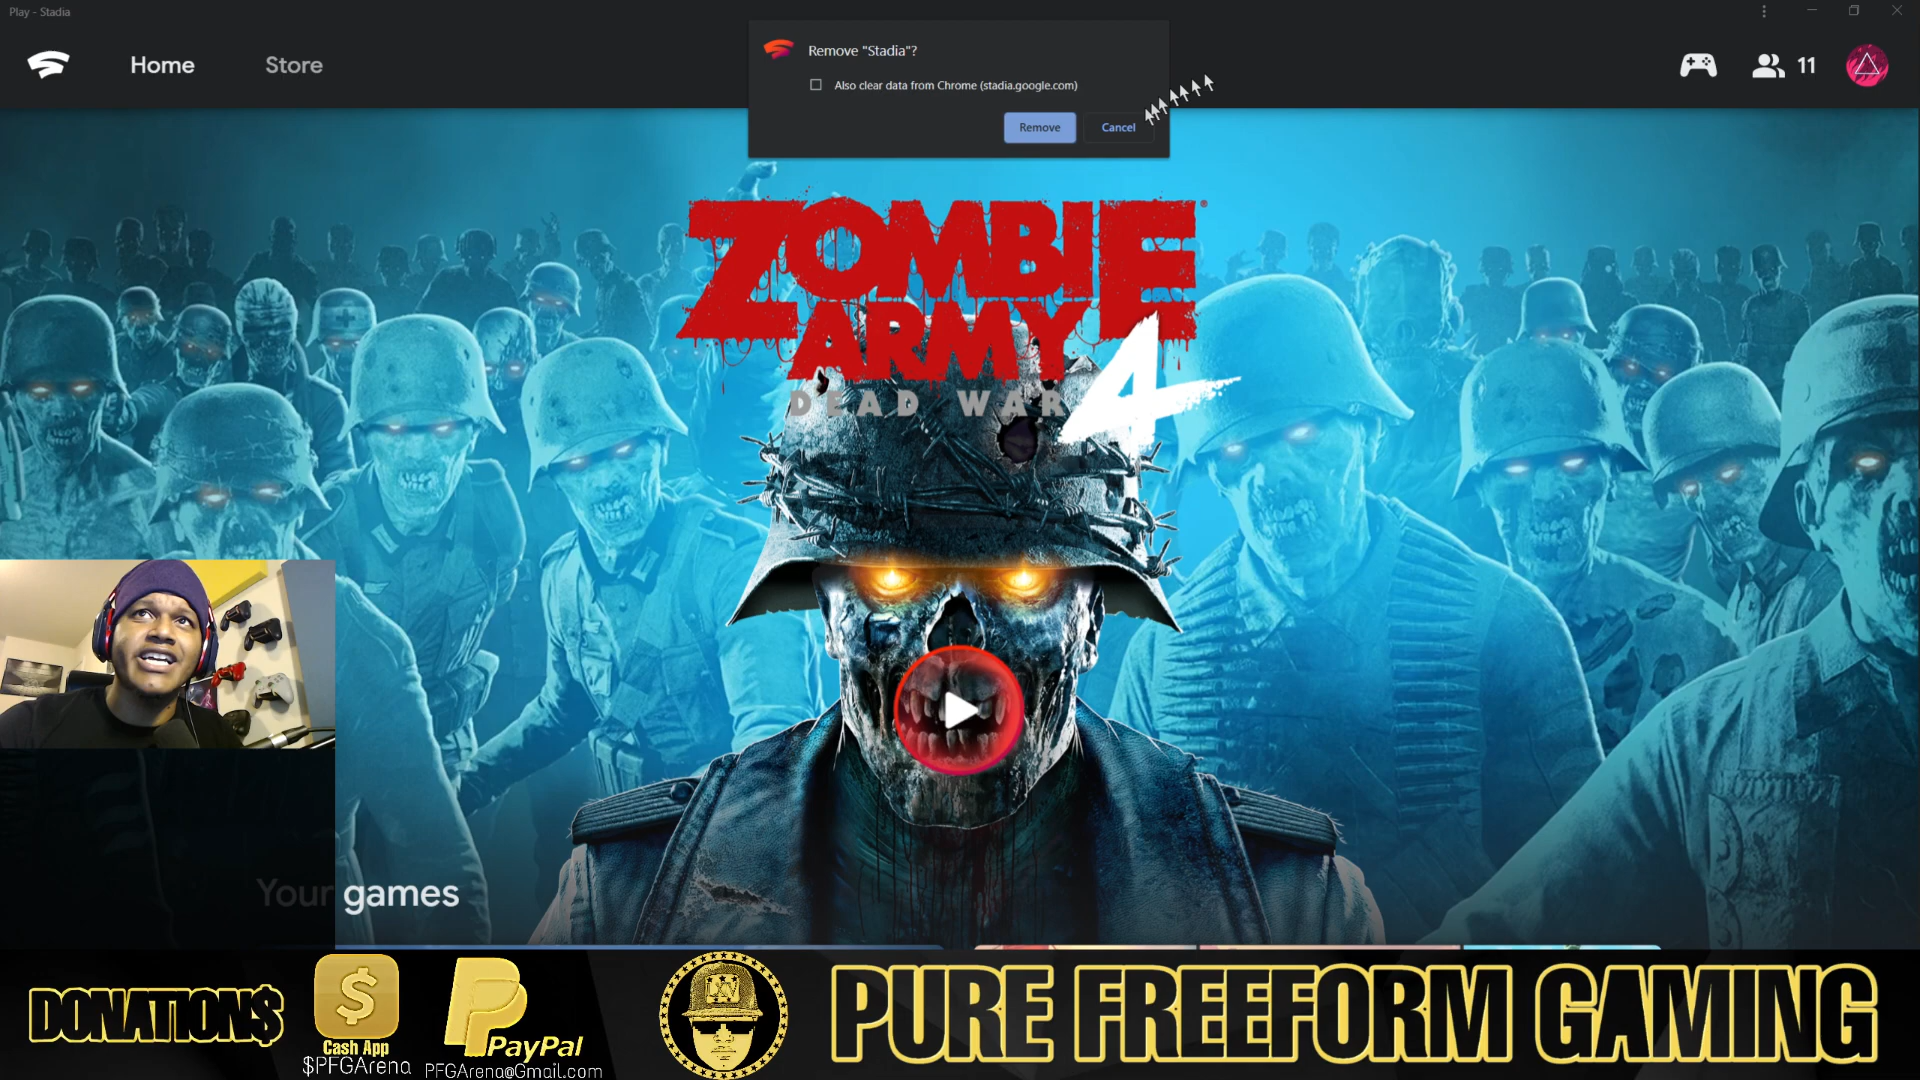 Play - Stadia
Home
Store
11
Remove "Stadia"?
Also clear data from Chrome (stadia.google.com)
Remove
Cancel
ZOMBIE
ARMY
4
DEAD WAR
Your games
DONATION$
Cash App
$PFGArena
PayPal
PFGArena@Gmail.com
PURE FREEFORM GAMING